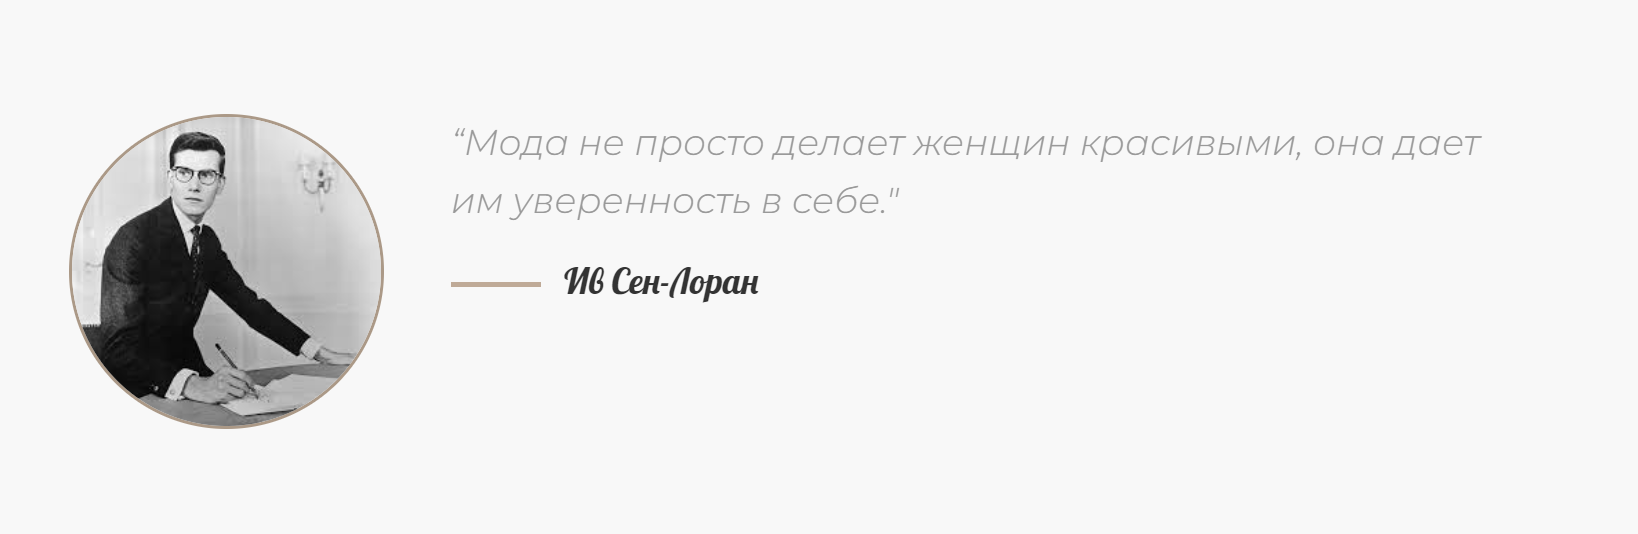 “Мода не просто делает женщин красивыми, она дает
им уверенность в себе."
Ив Сен-Лоран